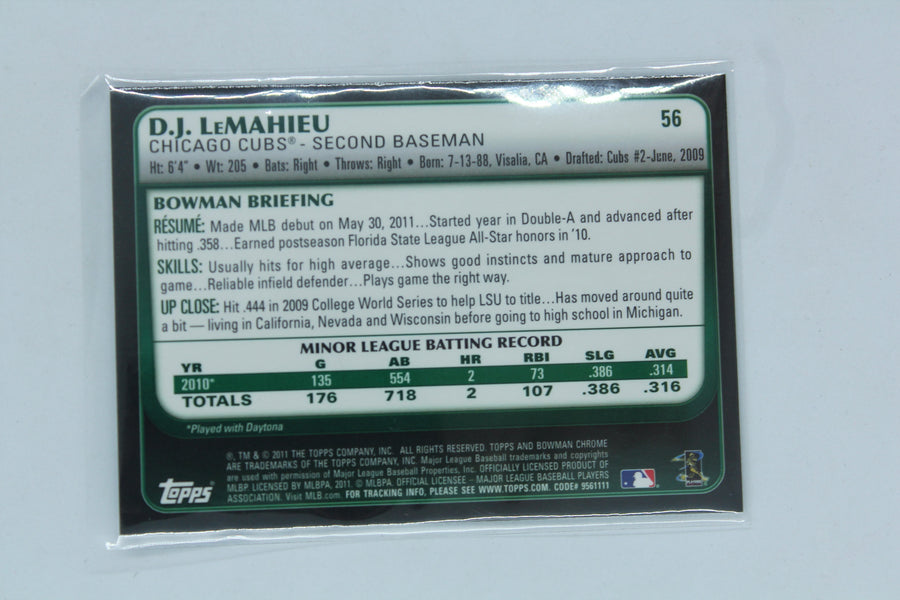 D.J. LeMAHIEU
56
CHICAGO CUBS® - SECOND BASEMAN
Ht: 6'4" • Wt: 205 • Bats: Right • Throws: Right • Born: 7-13-88, Visalia, CA • Drafted: Cubs #2-June, 2009
BOWMAN BRIEFING
RÉSUMÉ: Made MLB debut on May 30, 2011...Started year in Double-A and advanced after
hitting .358...Earned postseason Florida State League All-Star honors in '10.
SKILLS: Usually hits for high average...Shows good instincts and mature approach to
game...Reliable infield defender...Plays game the right way.
UP CLOSE: Hit .444 in 2009 College World Series to help LSU to title...Has moved around quite
a bit — living in California, Nevada and Wisconsin before going to high school in Michigan.
MINOR LEAGUE BATTING RECORD
YR G AB HR RBI SLG AVG
2010* 135 554 2 73 .386 .314
TOTALS 176 718 2 107 .386 .316
*Played with Daytona
®, TM & © 2011 THE TOPPS COMPANY, INC. ALL RIGHTS RESERVED. TOPPS AND BOWMAN CHROME
ARE TRADEMARKS OF THE TOPPS COMPANY, INC. Major League Baseball trademarks and copyrights
are used with permission of Major League Baseball Properties, Inc. OFFICIALLY LICENSED PRODUCT OF
MLBP. LICENSED BY MLBPA, 2011. © MLBPA. OFFICIAL LICENSEE – MAJOR LEAGUE BASEBALL PLAYERS
ASSOCIATION. Visit MLB.com. FOR TRACKING INFO, PLEASE SEE WWW.TOPPS.COM. CODE# 9561111
Topps®